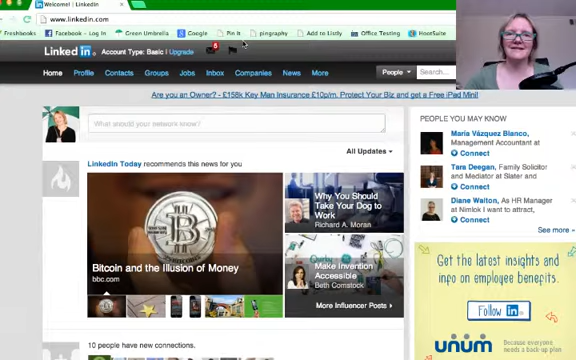 Welcome! | LinkedIn
www.linkedin.com
Freshbooks
Green Umbrella
Google
Pin It
pingraphy
Add to Listly
Office Testing
HootSuite
Linked in
Account Type: Basic | Upgrade
Home Profile Contacts Groups Jobs Inbox Companies News More
People
Search...
Are you an Owner? - £158k Key Man Insurance £10p/m. Protect Your Biz and get a Free iPad Mini!
What should your network know?
All Updates
LinkedIn Today recommends this news for you
Bitcoin and the Illusion of Money
bbc.com
Why You Should
Take Your Dog to
Work
Richard A. Moran
Make Invention
Accessible
Beth Comstock
More Influencer Posts
10 people have new connections.
PEOPLE YOU MAY KNOW
Maria Vázquez Blanco,
Management Accountant at
Connect
Tara Deegan, Family Solicitor
and Mediator at Slater and
Connect
Diane Walton, As HR Manager
at Nimlok I want to attract,
Connect
See more »
Get the latest insights and
info on employee benefits.
Follow in
unum
Because everyone
needs a back-up plan